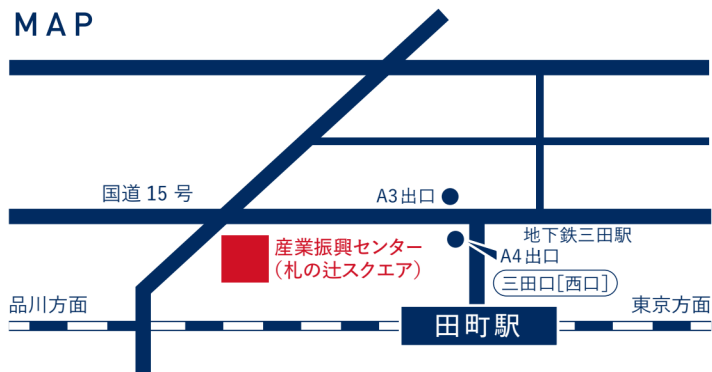 MAP
国道15号
A3出口
産業振興センター
（札の辻スクエア）
地下鉄三田駅
A4出口
三田口［西口］
品川方面
東京方面
田町駅